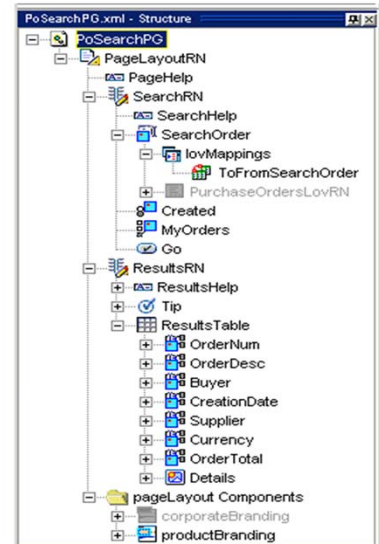 PoSearchPG.xml - Structure
PoSearchPG
PageLayoutRN
PageHelp
SearchRN
SearchHelp
SearchOrder
lovMappings
ToFromSearchOrder
PurchaseOrdersLovRN
Created
MyOrders
Go
ResultsRN
ResultsHelp
Tip
ResultsTable
OrderNum
OrderDesc
Buyer
CreationDate
Supplier
Currency
OrderTotal
Details
pageLayout Components
corporateBranding
productBranding